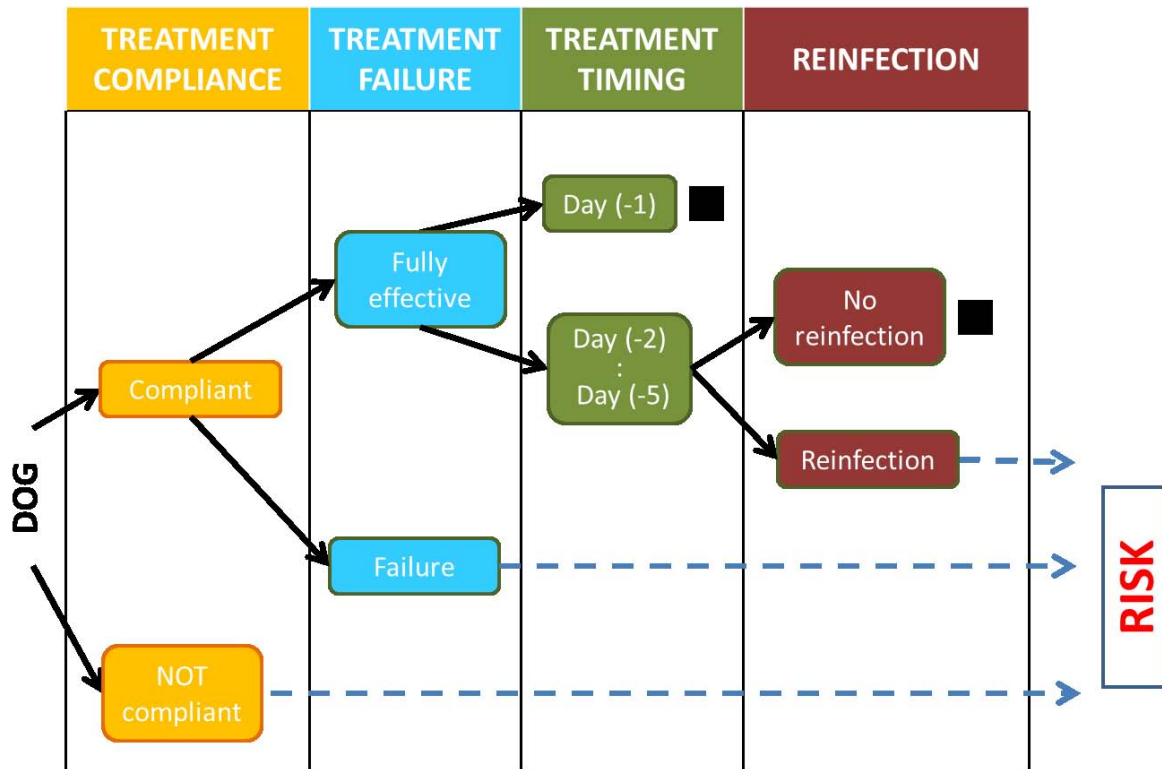 TREATMENT
COMPLIANCE
TREATMENT
FAILURE
TREATMENT
TIMING
REINFECTION
Day (-1)
Fully
effective
No
reinfection
Day (-2)
:
Day (-5)
Compliant
Reinfection
DOG
Failure
RISK
NOT
compliant